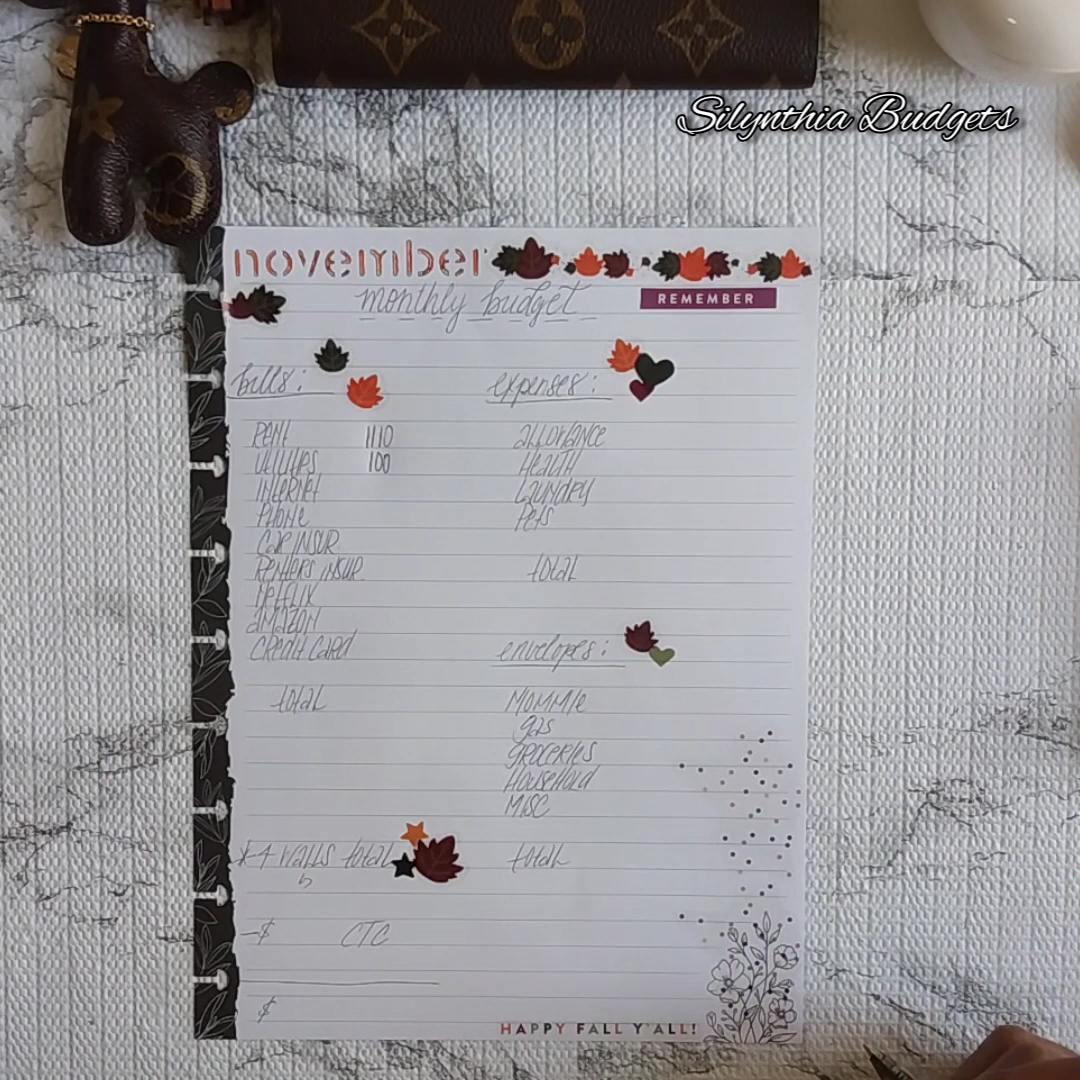 Silynthia Budgets
november
monthly budget
REMEMBER
bills:
Rent 1110
Utilities 100
Internet
Phone
Car Insur.
Renters Insur.
Netflix
Amazon
Credit Card
total
*4 walls total
-$ CTC
$
expenses:
allowance
Health
Laundry
Pets
total
envelopes:
Mommie
gas
groceries
Household
Misc
total
HAPPY FALL Y'ALL!